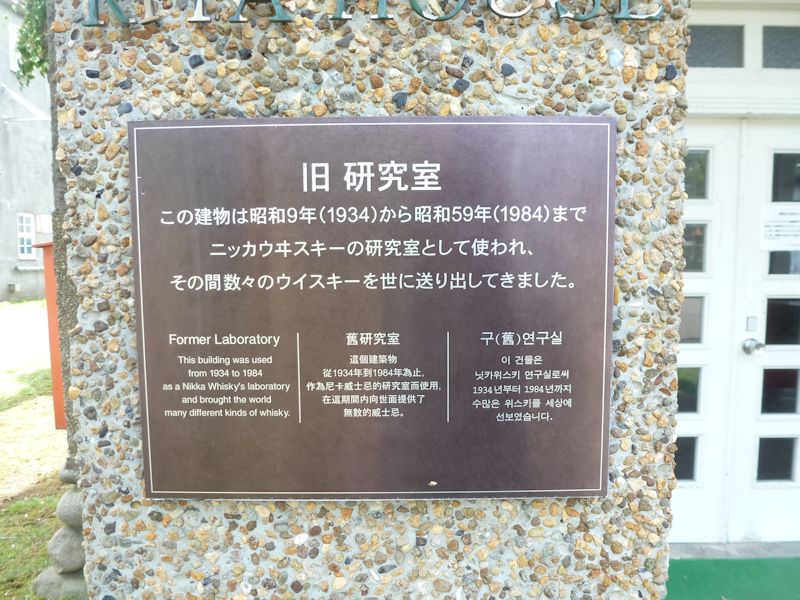 RITA HOUSE
旧 研究室
この建物は昭和9年(1934)から昭和59年(1984)まで
ニッカウヰスキーの研究室として使われ、
その間数々のウイスキーを世に送り出してきました。
Former Laboratory
This building was used
from 1934 to 1984
as a Nikka Whisky's laboratory
and brought the world
many different kinds of whisky.
舊研究室
這個建築物
從1934年到1984年為止,
作為尼卡威士忌的研究室而使用,
在這期間内向世面提供了
無數的威士忌。
구(舊)연구실
이 건물은
닛카위스키 연구실로써
1934년부터 1984년까지
수많은 위스키를 세상에
선보였습니다.